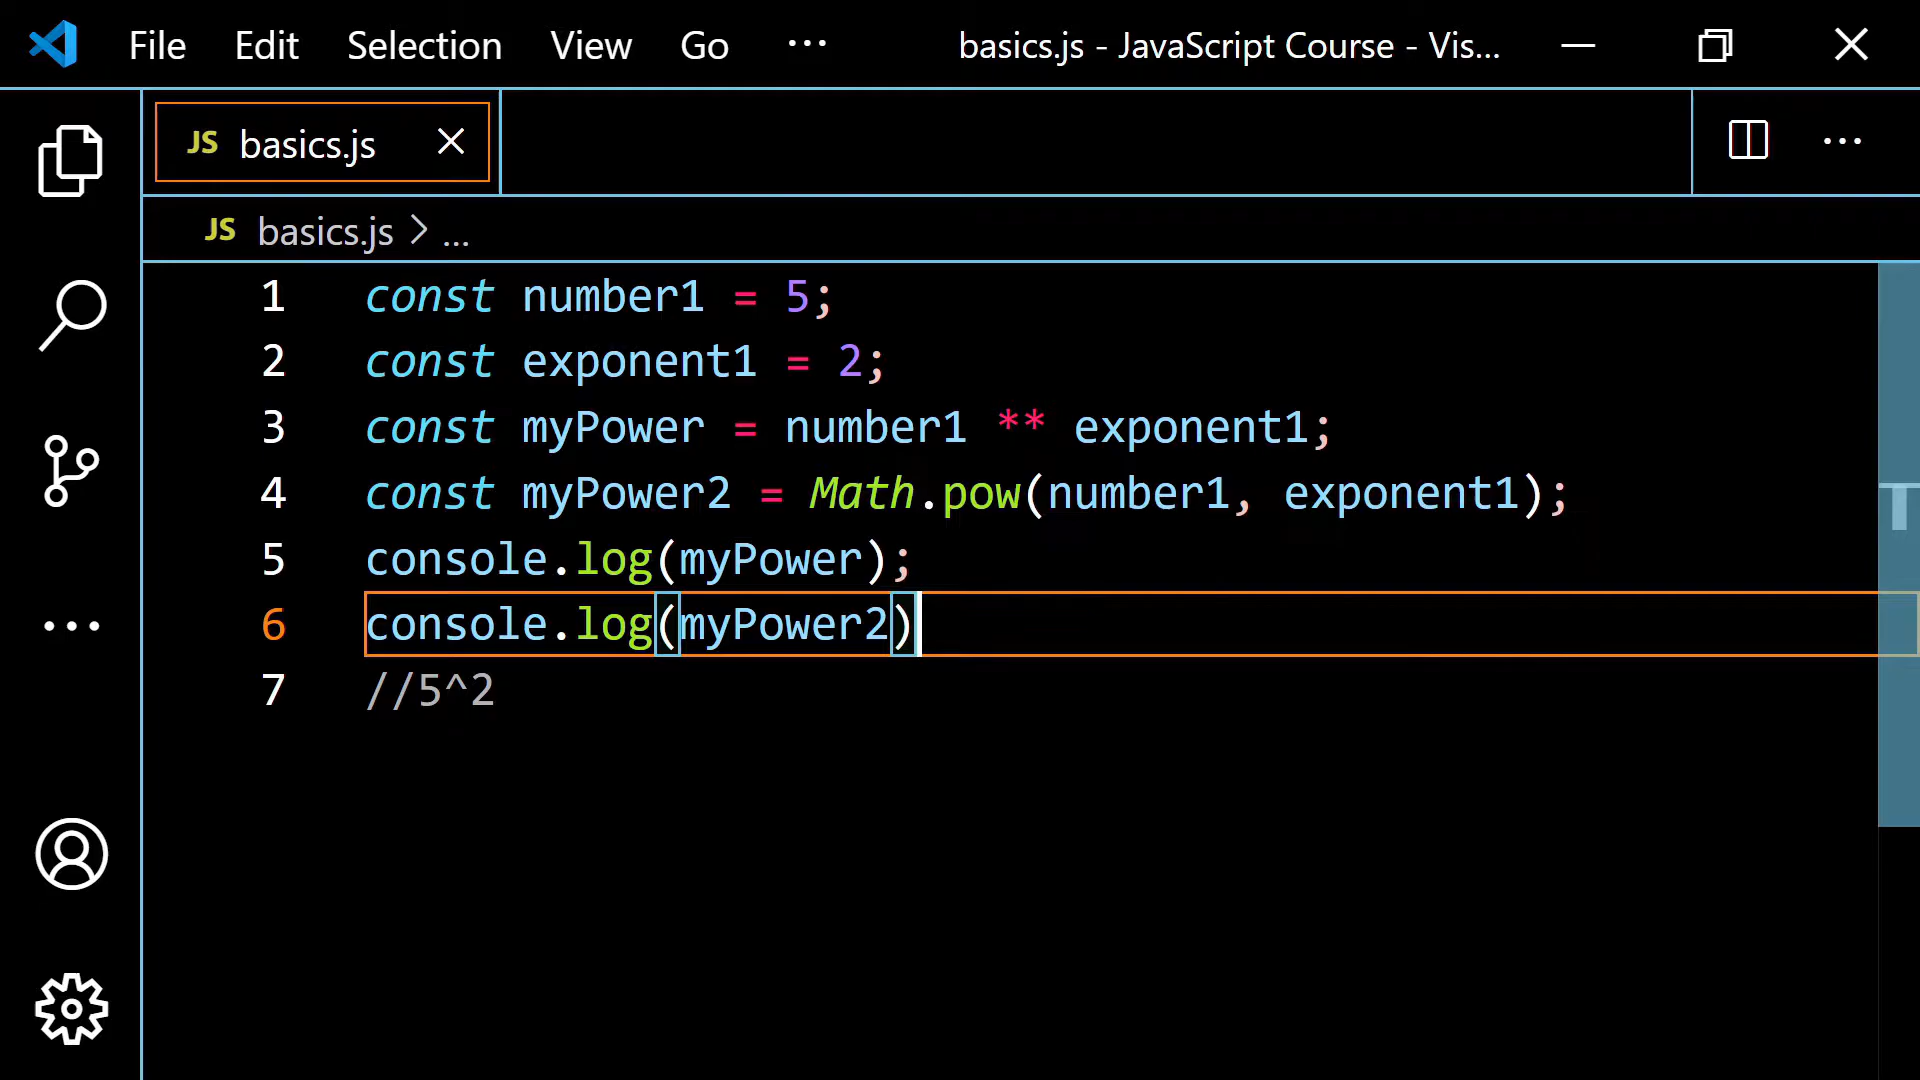 File Edit Selection View Go ··· basics.js - JavaScript Course - Vis...
JS basics.js
JS basics.js > ...
1 const number1 = 5;
2 const exponent1 = 2;
3 const myPower = number1 ** exponent1;
4 const myPower2 = Math.pow(number1, exponent1);
5 console.log(myPower);
6 console.log(myPower2)
7 //5^2